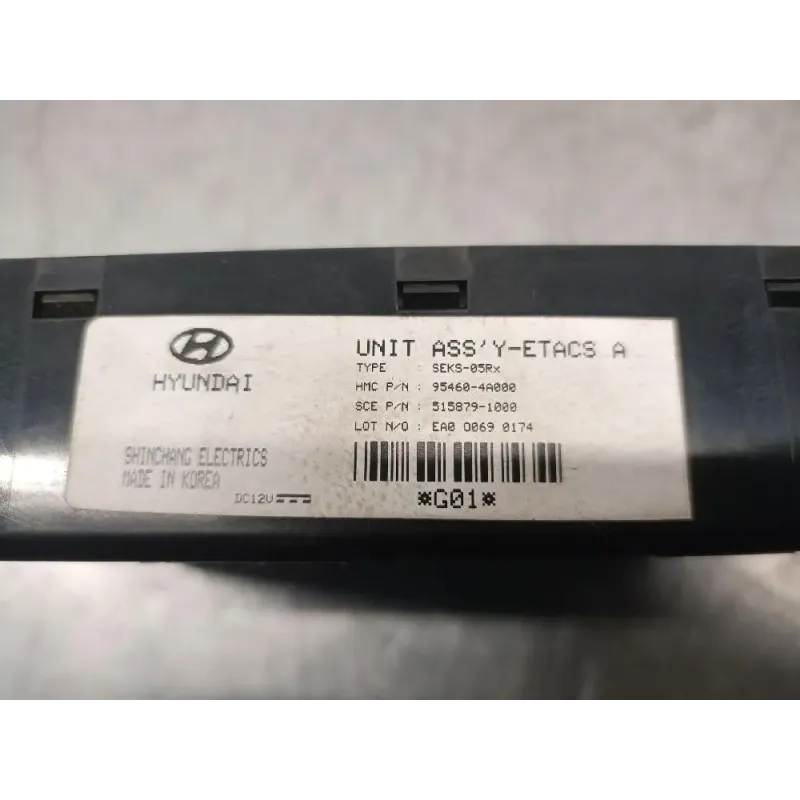 HYUNDAI
SHINCHANG ELECTRICS
MADE IN KOREA
DC12V
UNIT ASS'Y-ETACS A
TYPE : SEKS-05Rx
HMC P/N : 95460-4A000
SCE P/N : 515879-1000
LOT N/O : EA0 0069 0174
*G01*